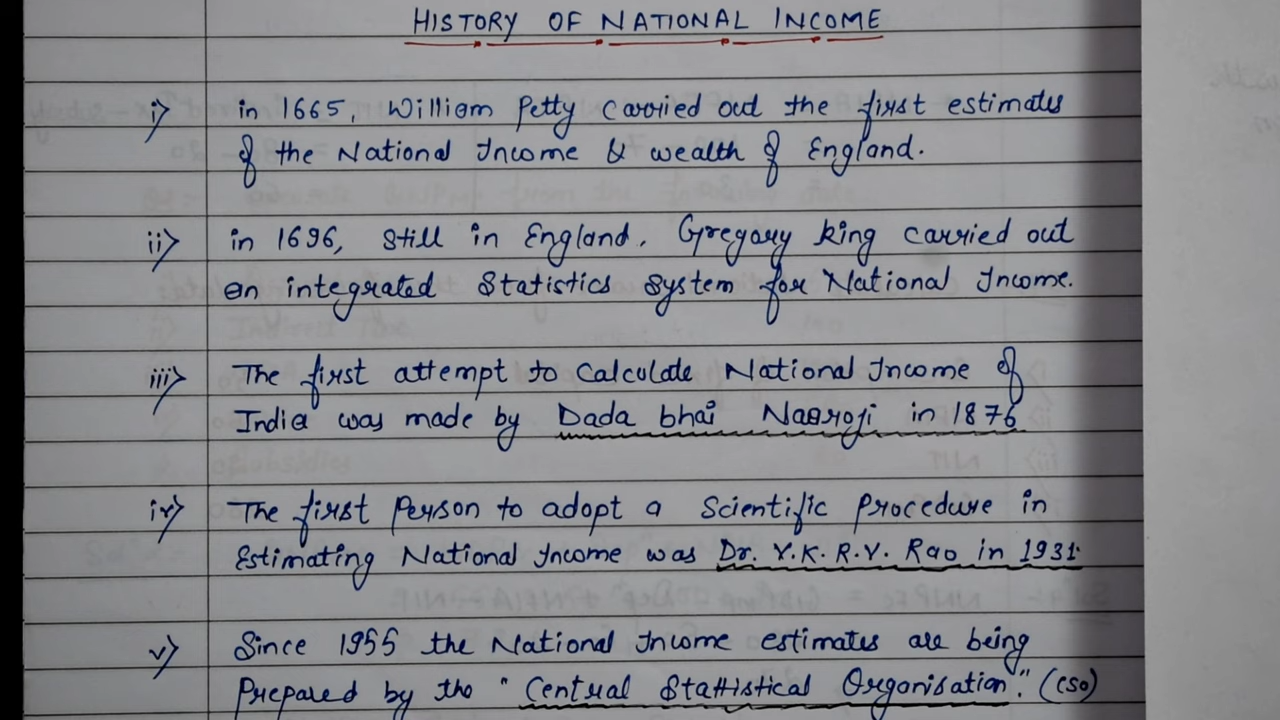 HISTORY OF NATIONAL INCOME
i) in 1665, William Petty carried out the first estimates
of the National Income & wealth of England.
ii) in 1696, still in England, Gregary king carried out
an integrated Statistics System for National Income.
iii) The first attempt to calculate National Income of
India was made by Dada bhai Naoroji in 1876
iv) The first Person to adopt a Scientific Procedure in
Estimating National Income was Dr. V.K.R.V. Rao in 1931.
v) Since 1955 the National Income estimates are being
Prepared by the "Central Stattistical Organisation." (CSO)